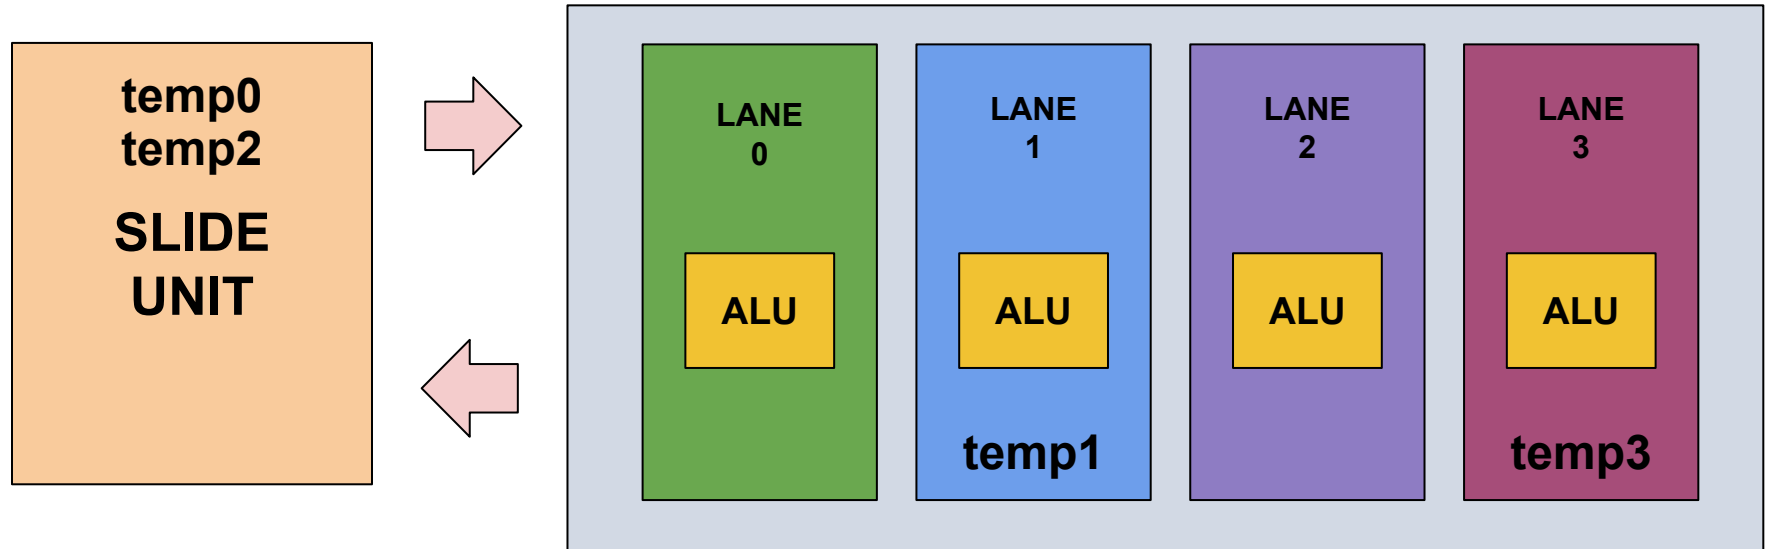 temp0
temp2
SLIDE
UNIT
LANE
0
ALU
LANE
1
ALU
temp1
LANE
2
ALU
LANE
3
ALU
temp3